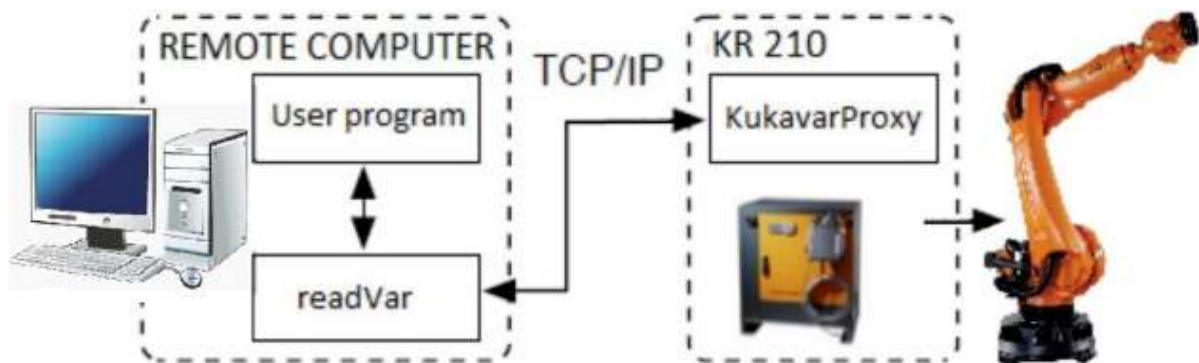 REMOTE COMPUTER
User program
readVar
TCP/IP
KR 210
KukavarProxy